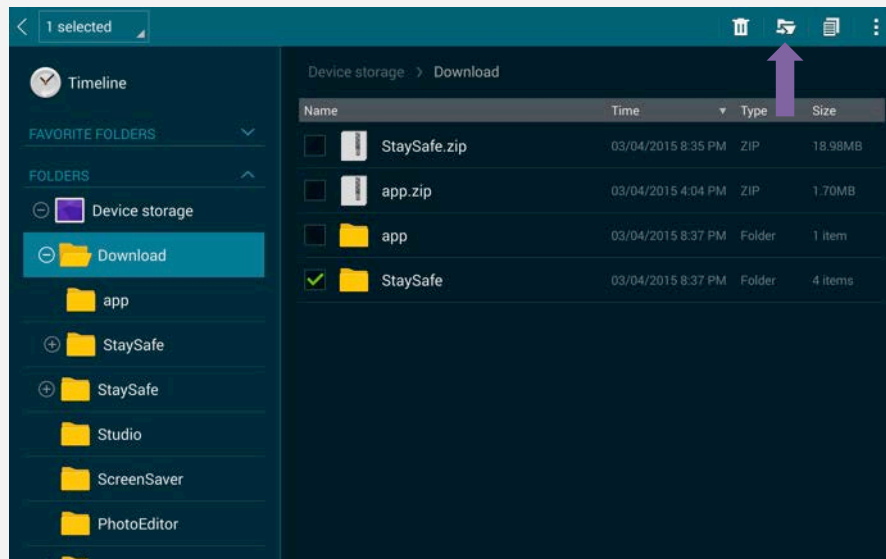 1 selected
Timeline
FAVORITE FOLDERS
FOLDERS
Device storage
Download
app
StaySafe
StaySafe
Studio
ScreenSaver
PhotoEditor
Device storage > Download
Name Time Type Size
StaySafe.zip 03/04/2015 8:35 PM ZIP 18.98MB
app.zip 03/04/2015 4:04 PM ZIP 1.70MB
app 03/04/2015 8:37 PM Folder 1 item
StaySafe 03/04/2015 8:37 PM Folder 4 items